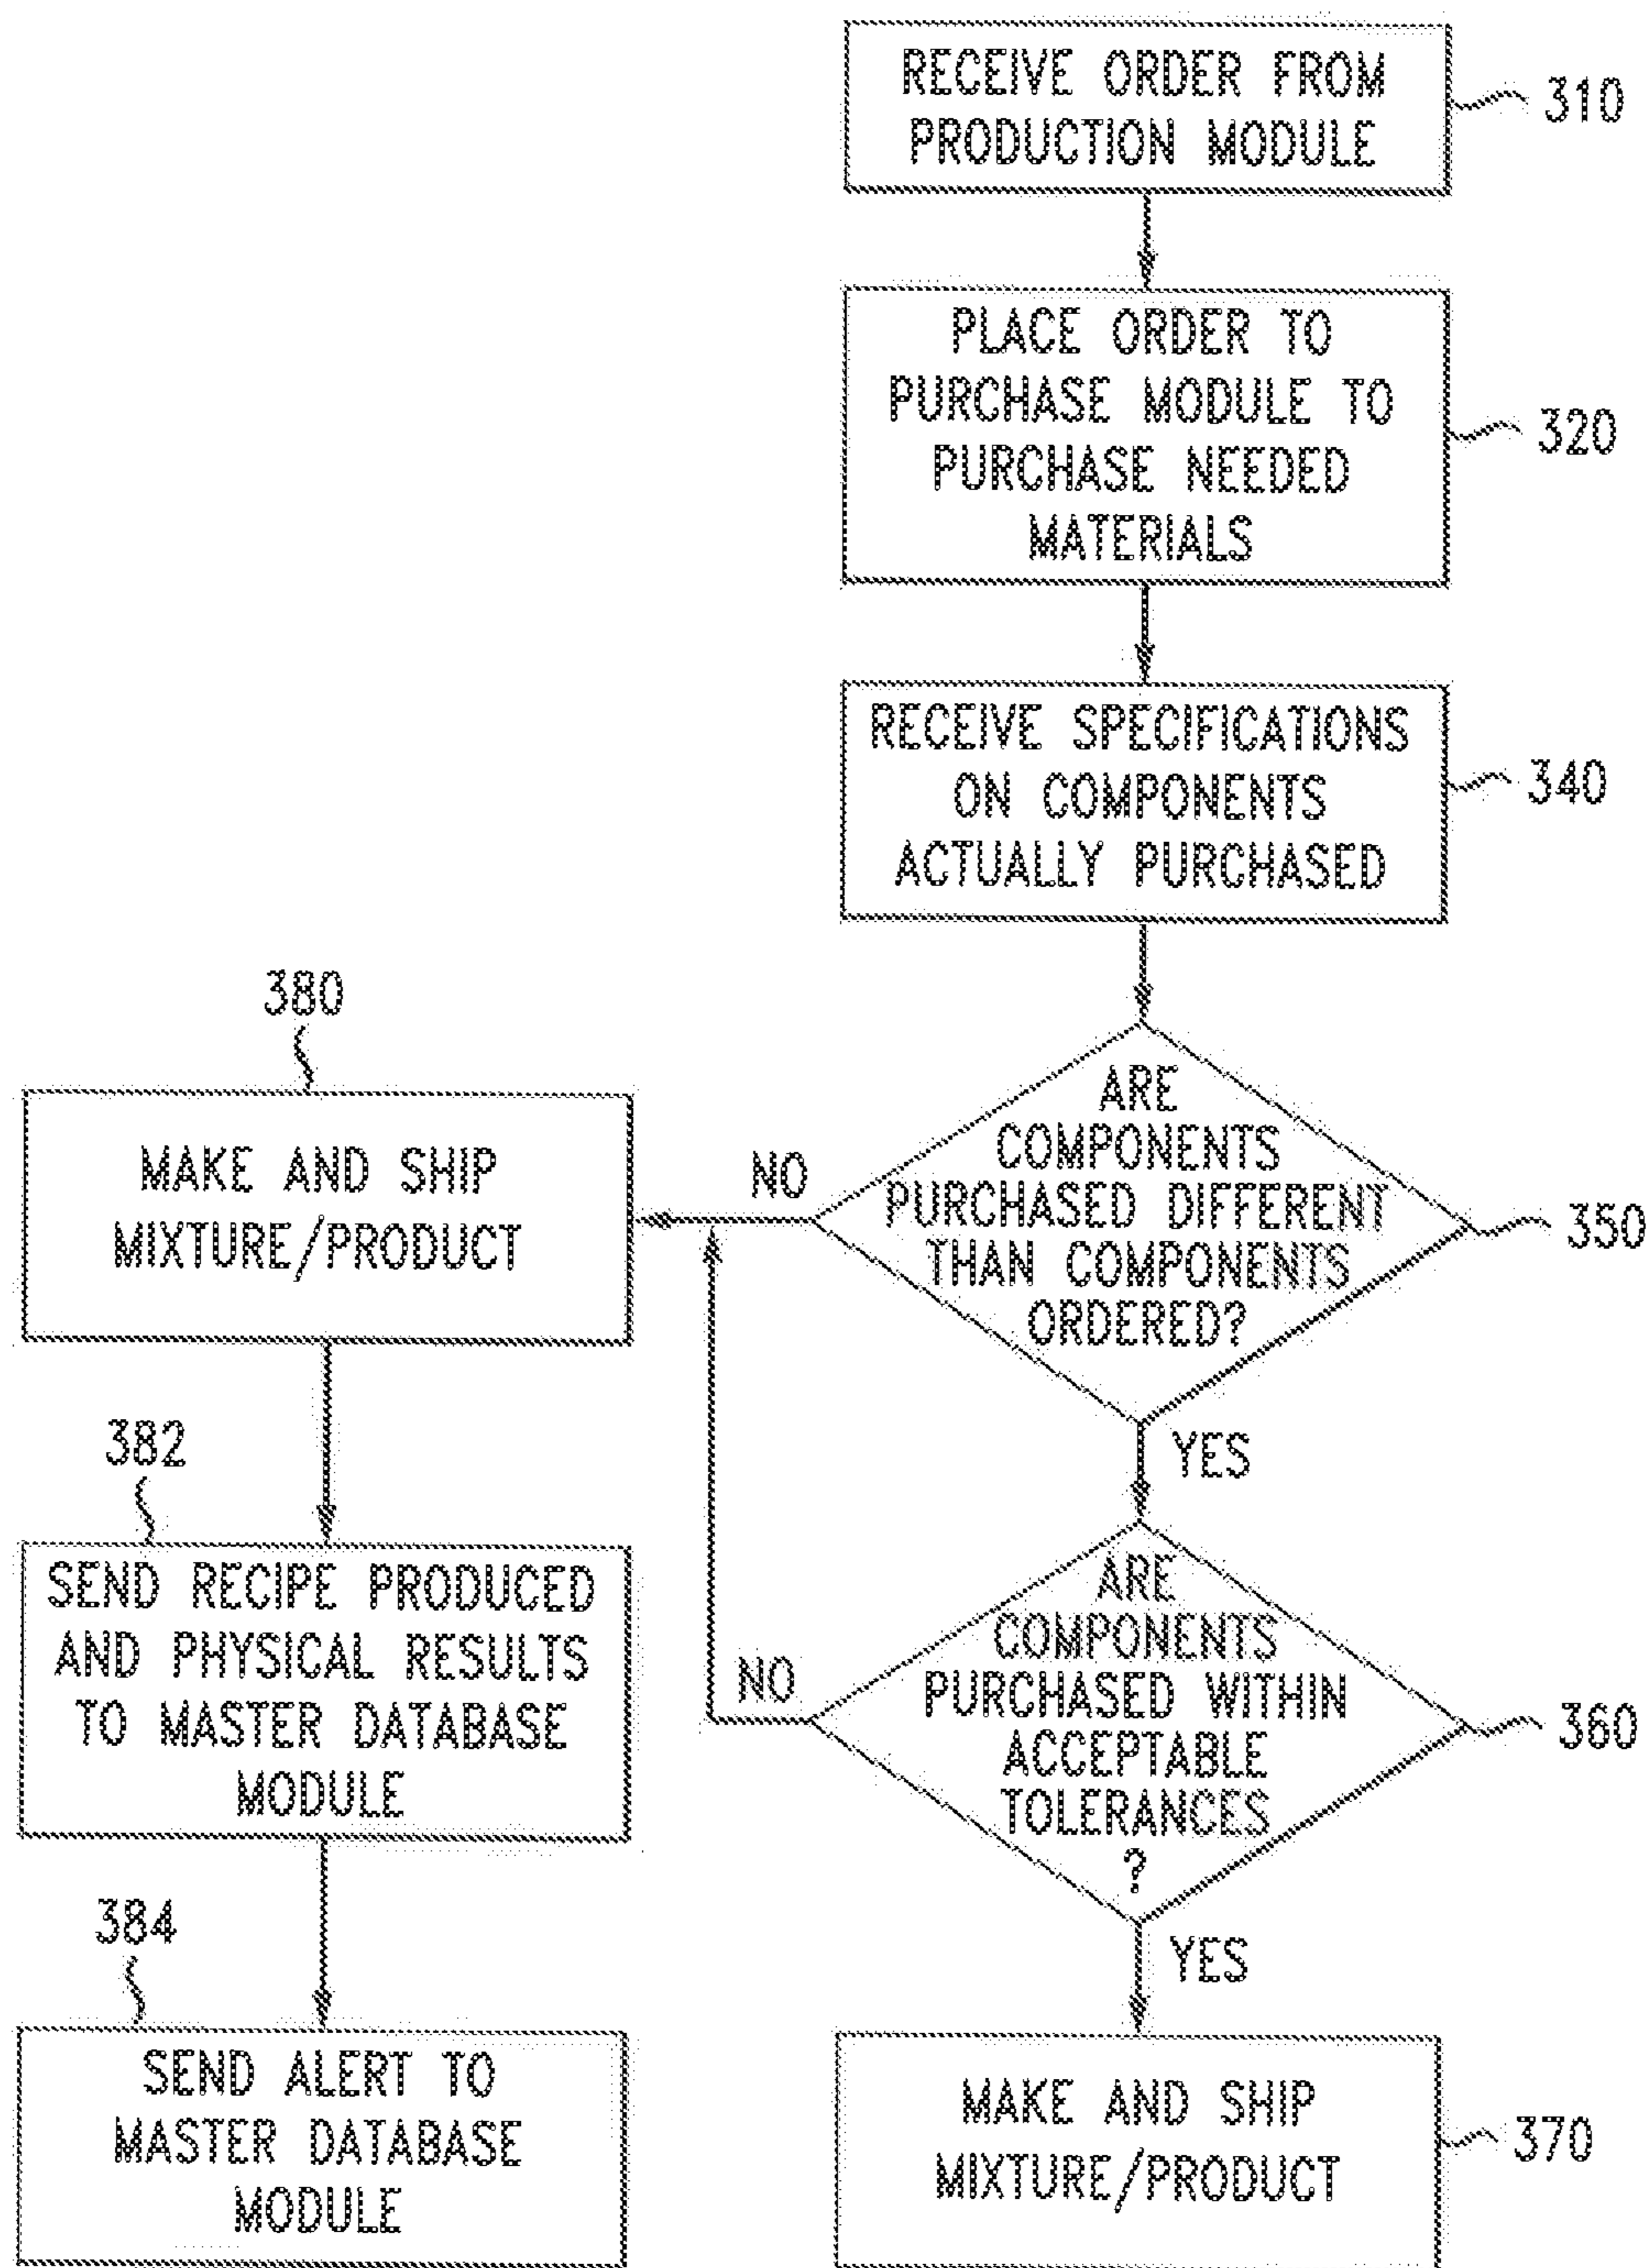 RECEIVE ORDER FROM
PRODUCTION MODULE
310
PLACE ORDER TO
PURCHASE MODULE TO
PURCHASE NEEDED
MATERIALS
320
RECEIVE SPECIFICATIONS
ON COMPONENTS
ACTUALLY PURCHASED
340
ARE
COMPONENTS
PURCHASED DIFFERENT
THAN COMPONENTS
ORDERED?
350
NO
YES
380
MAKE AND SHIP
MIXTURE/PRODUCT
382
SEND RECIPE PRODUCED
AND PHYSICAL RESULTS
TO MASTER DATABASE
MODULE
384
SEND ALERT TO
MASTER DATABASE
MODULE
ARE
COMPONENTS
PURCHASED WITHIN
ACCEPTABLE
TOLERANCES
?
360
NO
YES
MAKE AND SHIP
MIXTURE/PRODUCT
370